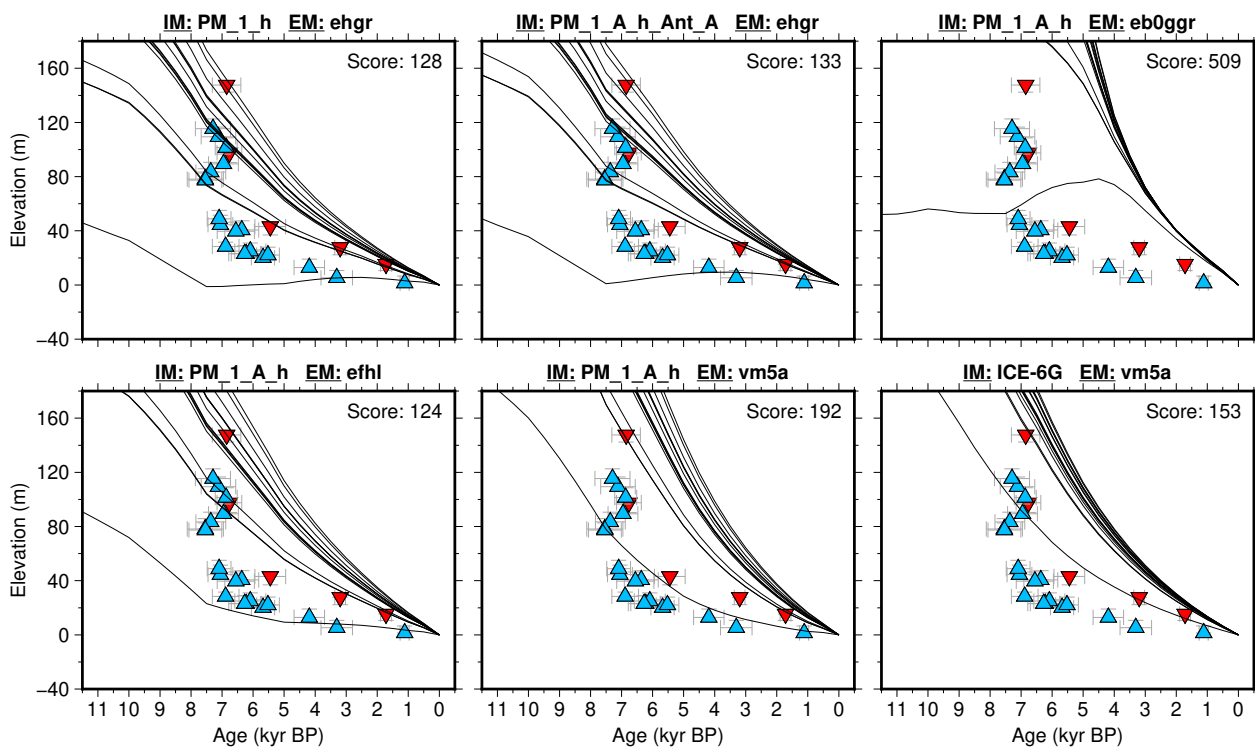 IM: PM_1_h EM: ehgr
IM: PM_1_A_h_Ant_A EM: ehgr
IM: PM_1_A_h EM: eb0ggr
Score: 128
Score: 133
Score: 509
160
120
80
40
0
−40
Elevation (m)
IM: PM_1_A_h EM: efhl
IM: PM_1_A_h EM: vm5a
IM: ICE-6G EM: vm5a
Score: 124
Score: 192
Score: 153
160
120
80
40
0
−40
Elevation (m)
11 10 9 8 7 6 5 4 3 2 1 0
11 10 9 8 7 6 5 4 3 2 1 0
11 10 9 8 7 6 5 4 3 2 1 0
Age (kyr BP)
Age (kyr BP)
Age (kyr BP)